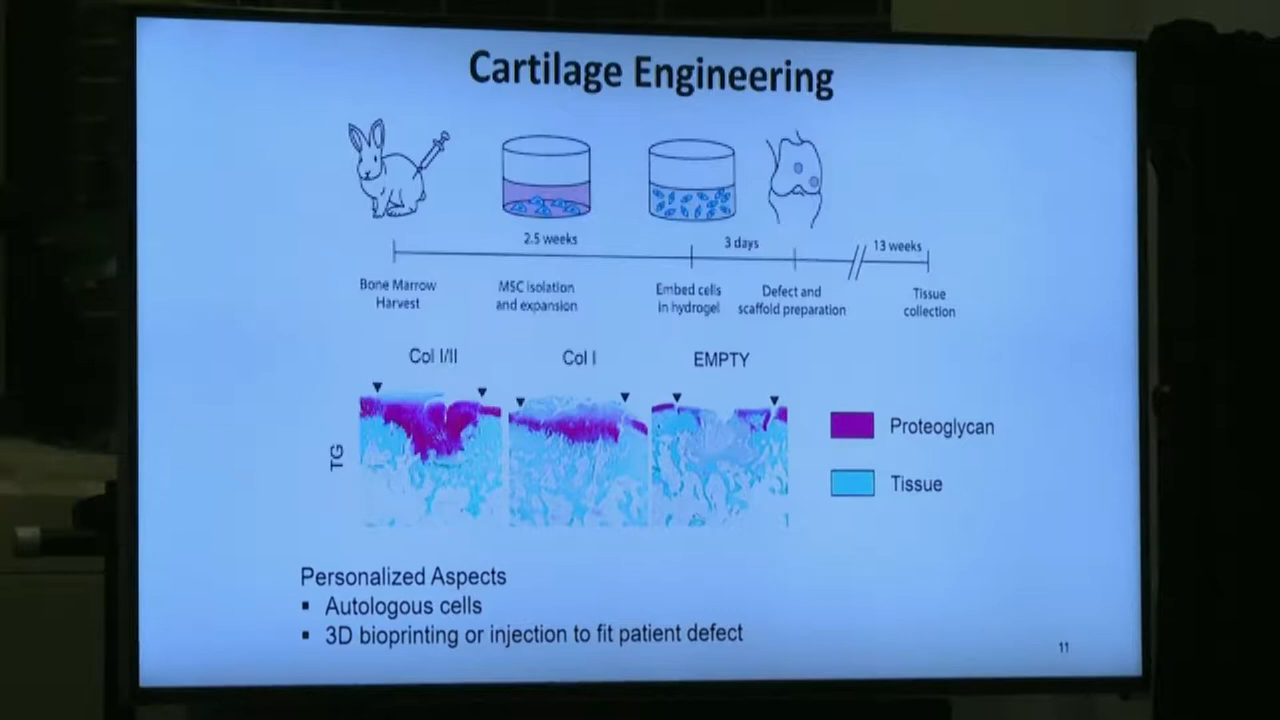 Cartilage Engineering
2.5 weeks
3 days
13 weeks
Bone Marrow
Harvest
MSC isolation
and expansion
Embed cells
in hydrogel
Defect and
scaffold preparation
Tissue
collection
Col I/II
Col I
EMPTY
TG
Proteoglycan
Tissue
Personalized Aspects
▪ Autologous cells
▪ 3D bioprinting or injection to fit patient defect
11